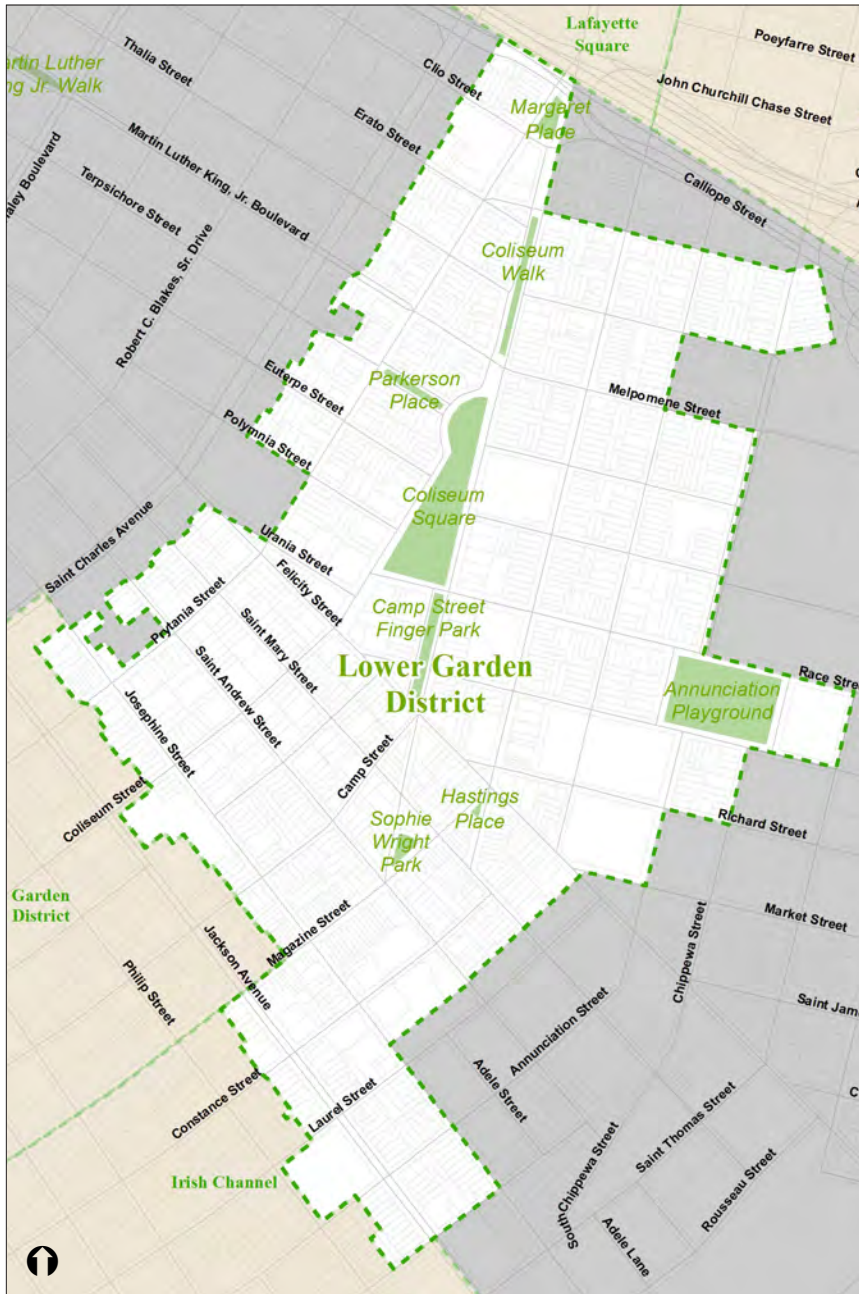 Lafayette
Square
Poeyfarre Street
Thalia Street
artin Luther
ng Jr. Walk
Clio Street
John Churchill Chase Street
Margaret
Place
Erato Street
Martin Luther King, Jr. Boulevard
Calliope Street
Terpsichore Street
aley Boulevard
Robert C. Blakes, Sr. Drive
Coliseum
Walk
Parkerson
Place
Euterpe Street
Melpomene Street
Polymnia Street
Coliseum
Square
Saint Charles Avenue
Urania Street
Felicity Street
Prytania Street
Camp Street
Finger Park
Saint Mary Street
Saint Andrew Street
Lower Garden
District
Race Stre
Annunciation
Playground
Josephine Street
Camp Street
Coliseum Street
Hastings
Place
Sophie
Wright
Park
Richard Street
Garden
District
Market Street
Magazine Street
Jackson Avenue
Philip Street
Chippewa Street
Saint Jam
Annunciation Street
Adele Street
Constance Street
Laurel Street
Saint Thomas Street
Irish Channel
South Chippewa Street
Rousseau Street
Adele Lane